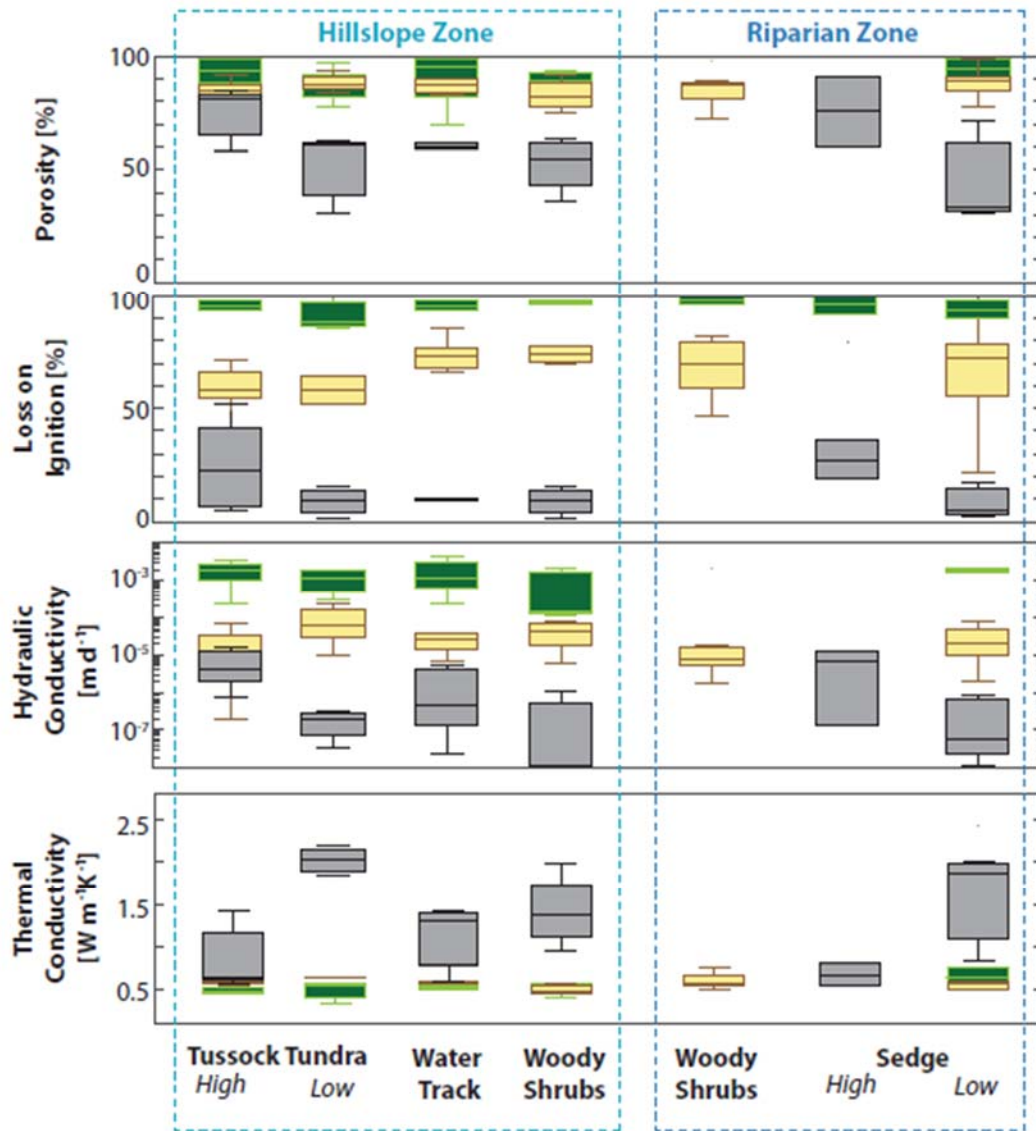 Hillslope Zone
Riparian Zone
Porosity [%]
100
50
0
Loss on
Ignition [%]
100
50
0
Hydraulic
Conductivity
[m d⁻¹]
10⁻³
10⁻⁵
10⁻⁷
Thermal
Conductivity
[W m⁻¹K⁻¹]
2.5
1.5
0.5
Tussock Tundra
High Low
Water
Track
Woody
Shrubs
Woody
Shrubs
Sedge
High Low